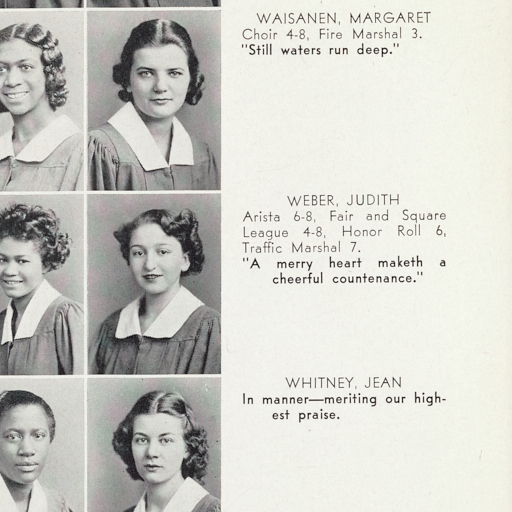 WAISANEN, MARGARET
Choir 4-8, Fire Marshal 3.
"Still waters run deep."
WEBER, JUDITH
Arista 6-8, Fair and Square
League 4-8, Honor Roll 6,
Traffic Marshal 7.
"A merry heart maketh a
cheerful countenance."
WHITNEY, JEAN
In manner—meriting our high-
est praise.